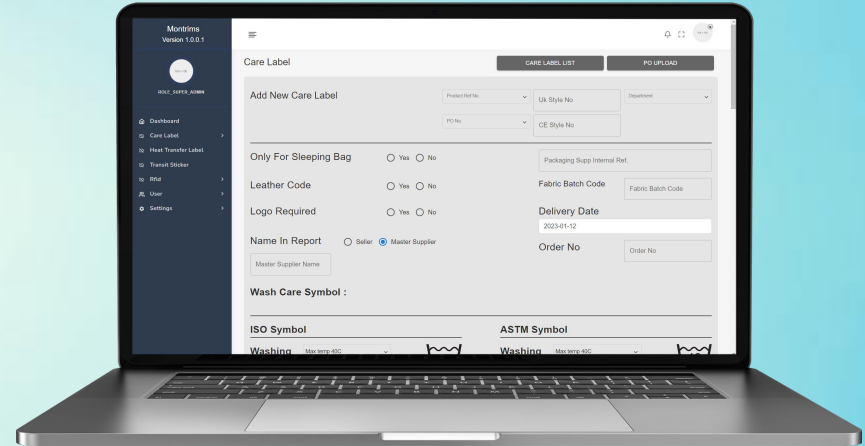 Montrims
Version 1.0.0.1
ROLE_SUPER_ADMIN
Dashboard
Care Label
Heat Transfer Label
Transit Sticker
Rfid
User
Settings
Care Label
CARE LABEL LIST
PO UPLOAD
Add New Care Label
Product Ref No.
Uk Style No
Department
PO No
CE Style No
Only For Sleeping Bag
Yes No
Packaging Supp Internal Ref.
Leather Code
Yes No
Fabric Batch Code
Fabric Batch Code
Logo Required
Yes No
Delivery Date
2023-01-12
Name In Report
Seller Master Supplier
Order No
Order No
Master Supplier Name
Wash Care Symbol :
ISO Symbol
ASTM Symbol
Washing
Max temp 40C
Washing
Max temp 40C